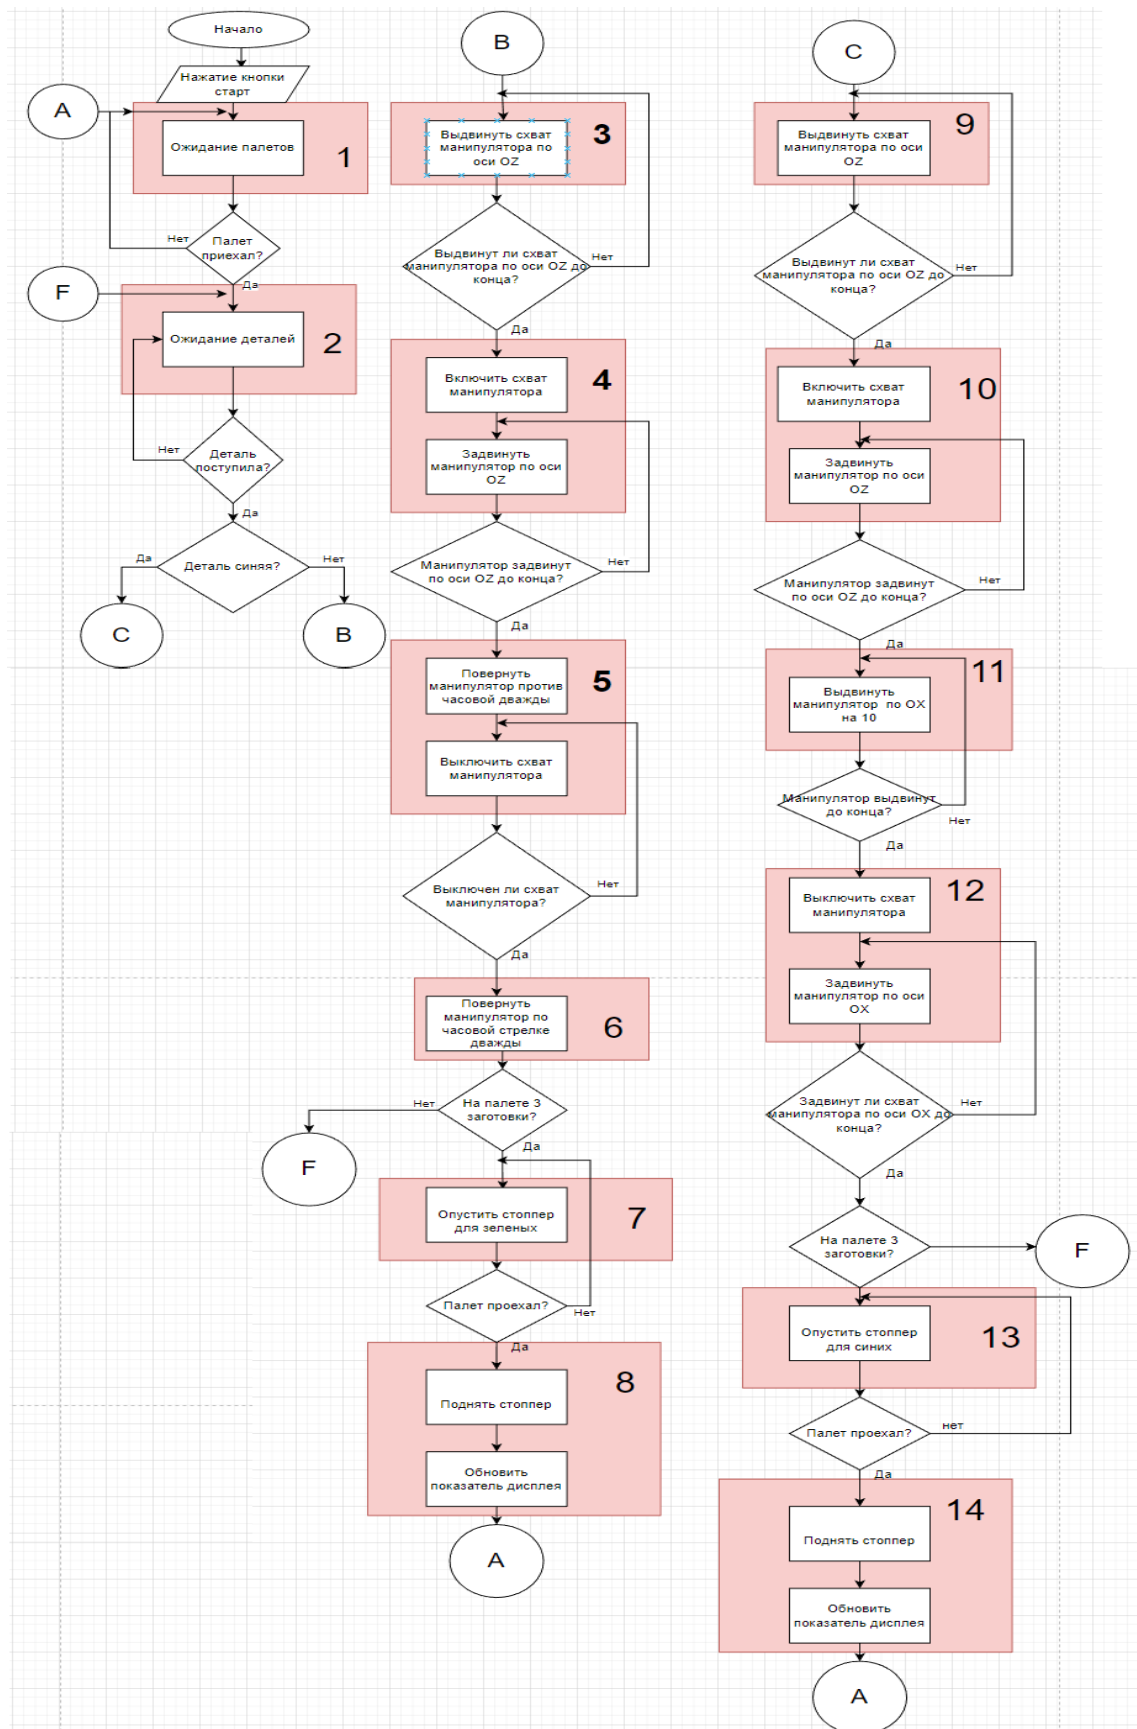 Начало
Нажатие кнопки
старт
A
Ожидание палетов
1
Палет
приехал?
Нет
Да
F
Ожидание деталей
2
Деталь
поступила?
Нет
Да
Деталь синяя?
Да
Нет
C
B
B
Выдвинуть схват
манипулятора по
оси OZ
3
Выдвинут ли схват
манипулятора по оси OZ до
конца?
Нет
Да
Включить схват
манипулятора
4
Задвинуть
манипулятор по оси
OZ
Манипулятор задвинут
по оси OZ до конца?
Нет
Да
Повернуть
манипулятор против
часовой дважды
5
Выключить схват
манипулятора
Выключен ли схват
манипулятора?
Нет
Да
Повернуть
манипулятор по
часовой стрелке
дважды
6
На палете 3
заготовки?
Нет
Да
F
Опустить стоппер
для зеленых
7
Палет проехал?
Нет
Да
8
Поднять стоппер
Обновить
показатель дисплея
A
C
Выдвинуть схват
манипулятора по оси
OZ
9
Выдвинут ли схват
манипулятора по оси OZ до
конца?
Нет
Да
Включить схват
манипулятора
10
Задвинуть
манипулятор по оси
OZ
Манипулятор задвинут
по оси OZ до конца?
Нет
Да
Выдвинуть
манипулятор по OX
на 10
11
Манипулятор выдвинут
до конца?
Нет
Да
Выключить схват
манипулятора
12
Задвинуть
манипулятор по оси
OX
Задвинут ли схват
манипулятора по оси OX до
конца?
Нет
Да
На палете 3
заготовки?
F
Опустить стоппер
для синих
13
Палет проехал?
нет
Да
14
Поднять стоппер
Обновить
показатель дисплея
A